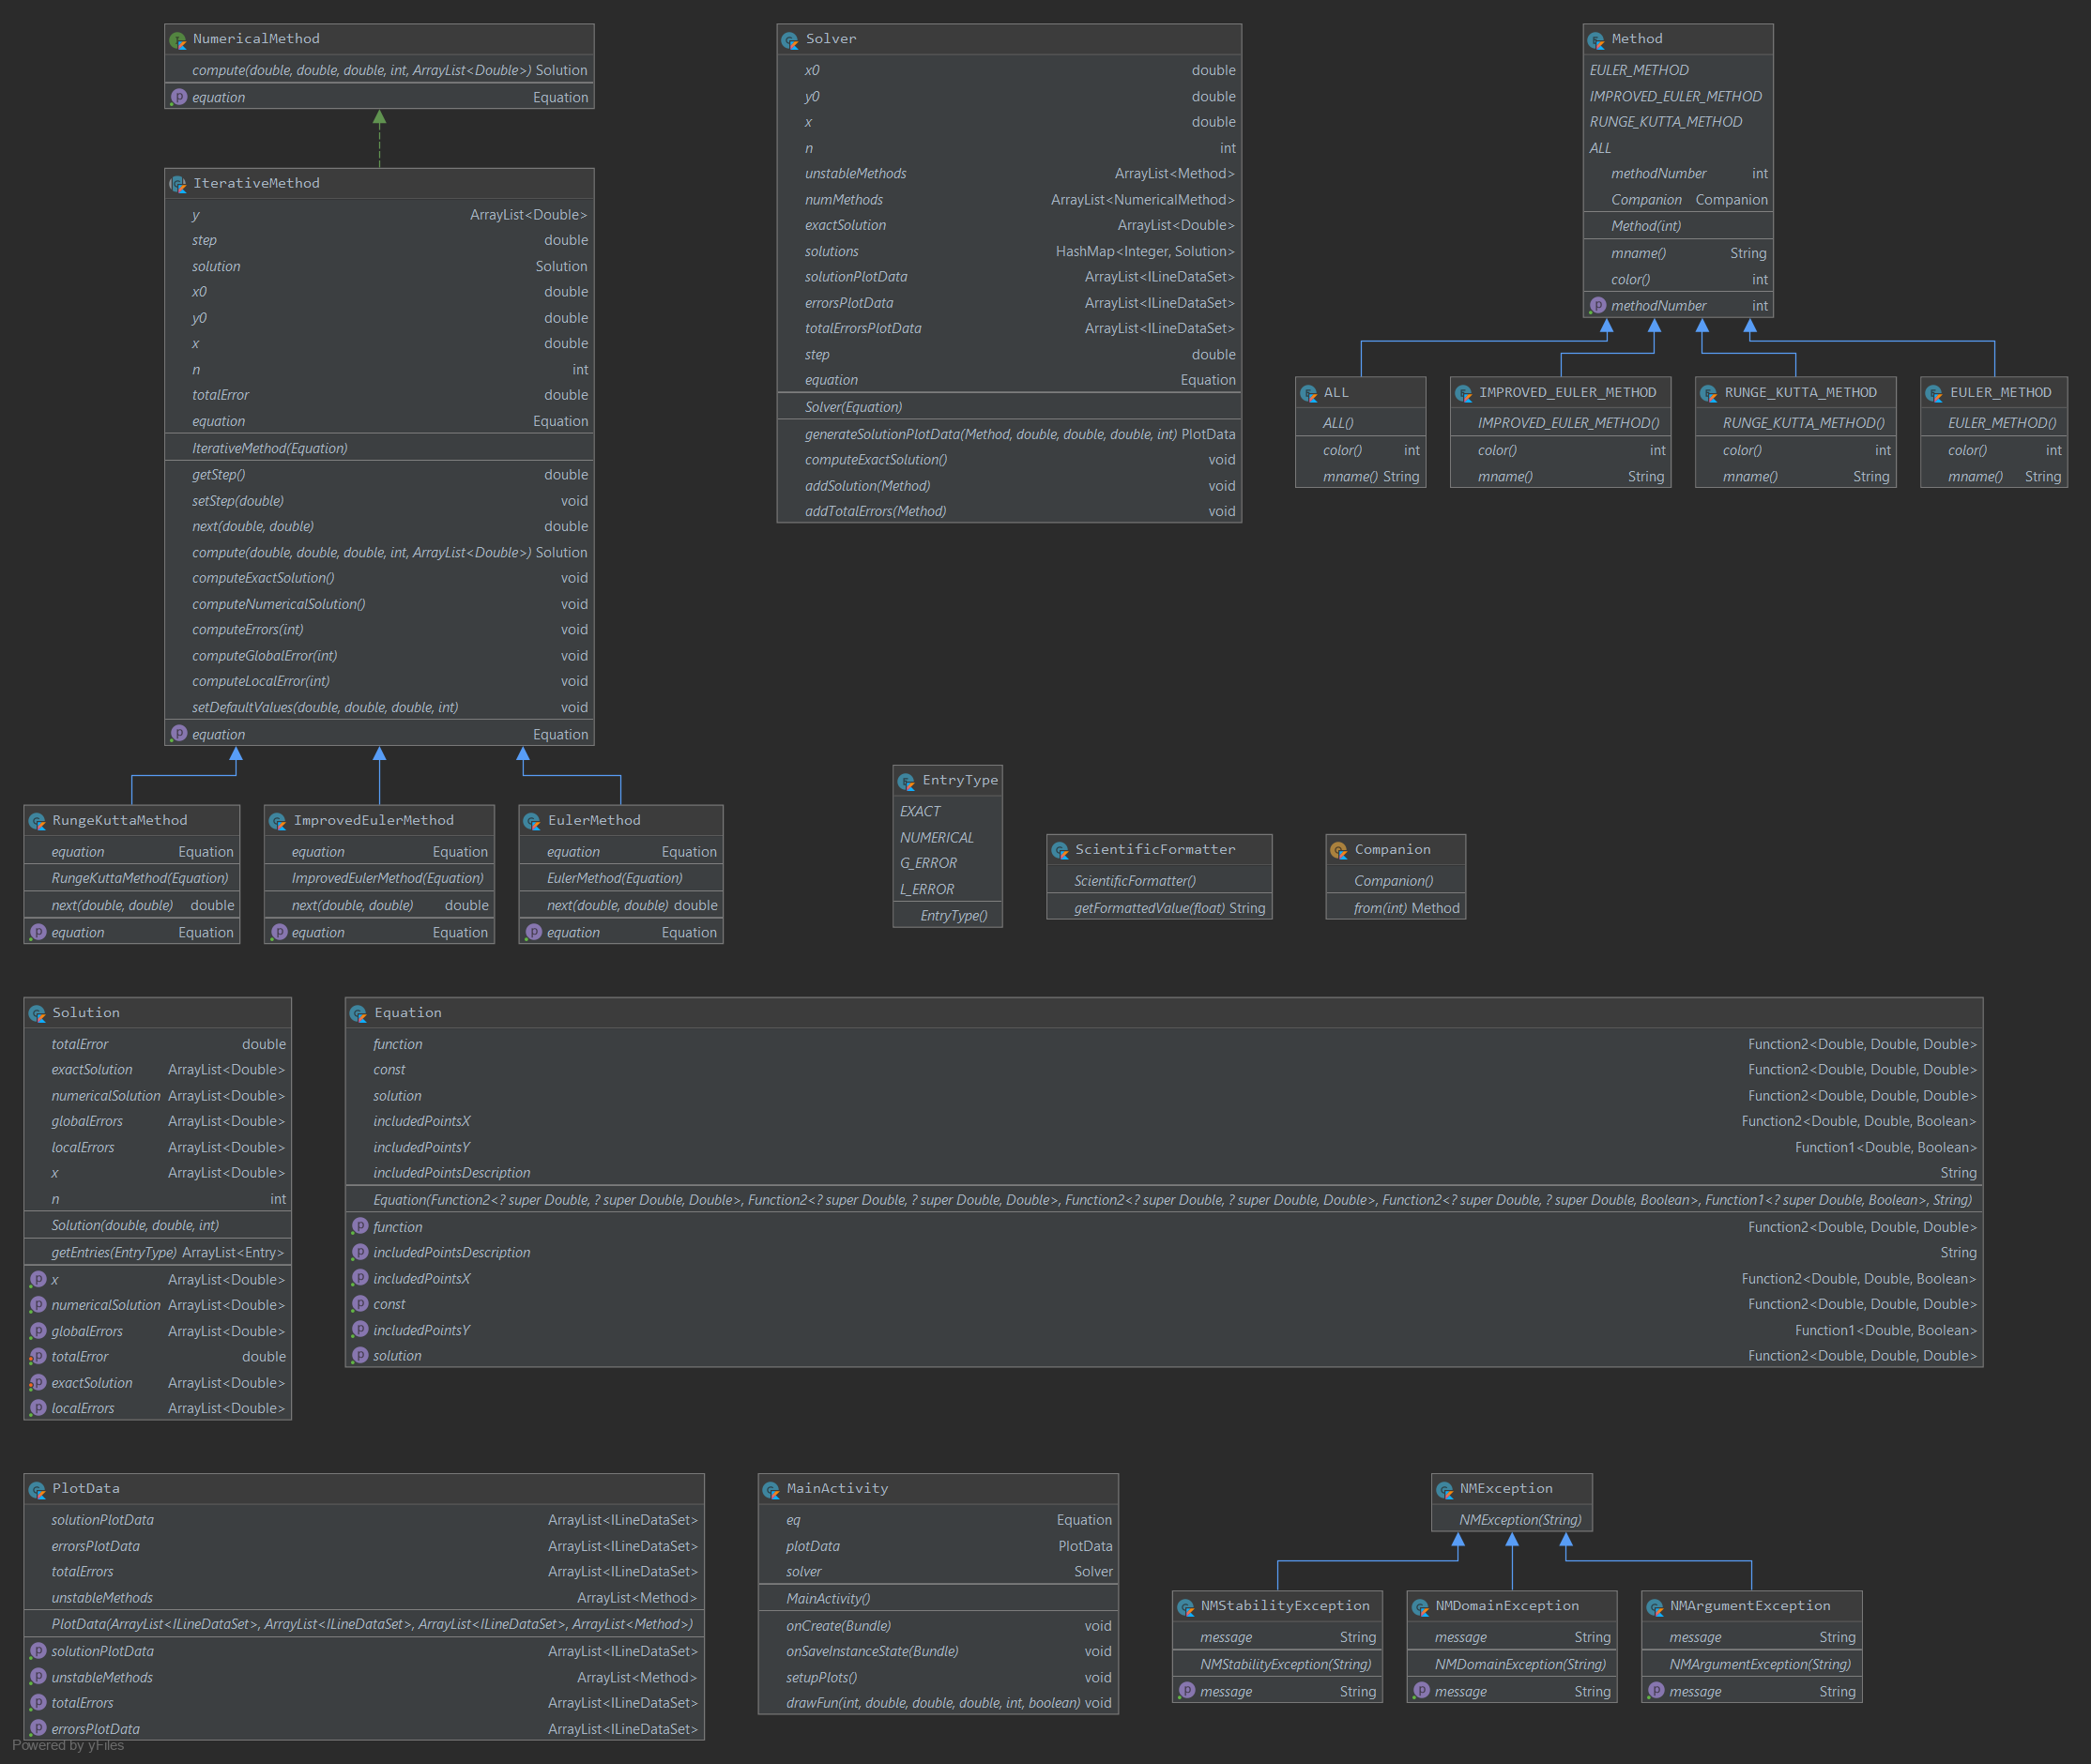 NumericalMethod
compute(double, double, double, int, ArrayList<Double>) Solution
equation Equation
IterativeMethod
y ArrayList<Double>
step double
solution Solution
x0 double
y0 double
x double
n int
totalError double
equation Equation
IterativeMethod(Equation)
getStep() double
setStep(double) void
next(double, double) double
compute(double, double, double, int, ArrayList<Double>) Solution
computeExactSolution() void
computeNumericalSolution() void
computeErrors(int) void
computeGlobalError(int) void
computeLocalError(int) void
setDefaultValues(double, double, double, int) void
equation Equation
Solver
x0 double
y0 double
x double
n int
unstableMethods ArrayList<Method>
numMethods ArrayList<NumericalMethod>
exactSolution ArrayList<Double>
solutions HashMap<Integer, Solution>
solutionPlotData ArrayList<ILineDataSet>
errorsPlotData ArrayList<ILineDataSet>
totalErrorsPlotData ArrayList<ILineDataSet>
step double
equation Equation
Solver(Equation)
generateSolutionPlotData(Method, double, double, double, int) PlotData
computeExactSolution() void
addSolution(Method) void
addTotalErrors(Method) void
Method
EULER_METHOD
IMPROVED_EULER_METHOD
RUNGE_KUTTA_METHOD
ALL
methodNumber int
Companion Companion
Method(int)
mname() String
color() int
methodNumber int
ALL
ALL()
color() int
mname() String
IMPROVED_EULER_METHOD
IMPROVED_EULER_METHOD()
color() int
mname() String
RUNGE_KUTTA_METHOD
RUNGE_KUTTA_METHOD()
color() int
mname() String
EULER_METHOD
EULER_METHOD()
color() int
mname() String
RungeKuttaMethod
equation Equation
RungeKuttaMethod(Equation)
next(double, double) double
equation Equation
ImprovedEulerMethod
equation Equation
ImprovedEulerMethod(Equation)
next(double, double) double
equation Equation
EulerMethod
equation Equation
EulerMethod(Equation)
next(double, double) double
equation Equation
EntryType
EXACT
NUMERICAL
G_ERROR
L_ERROR
EntryType()
ScientificFormatter
ScientificFormatter()
getFormattedValue(float) String
Companion
Companion()
from(int) Method
Solution
totalError double
exactSolution ArrayList<Double>
numericalSolution ArrayList<Double>
globalErrors ArrayList<Double>
localErrors ArrayList<Double>
x ArrayList<Double>
n int
Solution(double, double, int)
getEntries(EntryType) ArrayList<Entry>
x ArrayList<Double>
numericalSolution ArrayList<Double>
globalErrors ArrayList<Double>
totalError double
exactSolution ArrayList<Double>
localErrors ArrayList<Double>
Equation
function Function2<Double, Double, Double>
const Function2<Double, Double, Double>
solution Function2<Double, Double, Double>
includedPointsX Function2<Double, Double, Boolean>
includedPointsY Function1<Double, Boolean>
includedPointsDescription String
Equation(Function2<? super Double, ? super Double, Double>, Function2<? super Double, ? super Double, Double>, Function2<? super Double, ? super Double, Double>, Function2<? super Double, ? super Double, Boolean>, Function1<? super Double, Boolean>, String)
function Function2<Double, Double, Double>
includedPointsDescription String
includedPointsX Function2<Double, Double, Boolean>
const Function2<Double, Double, Double>
includedPointsY Function1<Double, Boolean>
solution Function2<Double, Double, Double>
PlotData
solutionPlotData ArrayList<ILineDataSet>
errorsPlotData ArrayList<ILineDataSet>
totalErrors ArrayList<ILineDataSet>
unstableMethods ArrayList<Method>
PlotData(ArrayList<ILineDataSet>, ArrayList<ILineDataSet>, ArrayList<ILineDataSet>, ArrayList<Method>)
solutionPlotData ArrayList<ILineDataSet>
unstableMethods ArrayList<Method>
totalErrors ArrayList<ILineDataSet>
errorsPlotData ArrayList<ILineDataSet>
MainActivity
eq Equation
plotData PlotData
solver Solver
MainActivity()
onCreate(Bundle) void
onSaveInstanceState(Bundle) void
setupPlots() void
drawFun(int, double, double, double, int, boolean) void
NMException
NMException(String)
NMStabilityException
message String
NMStabilityException(String)
message String
NMDomainException
message String
NMDomainException(String)
message String
NMArgumentException
message String
NMArgumentException(String)
message String
Powered by yFiles